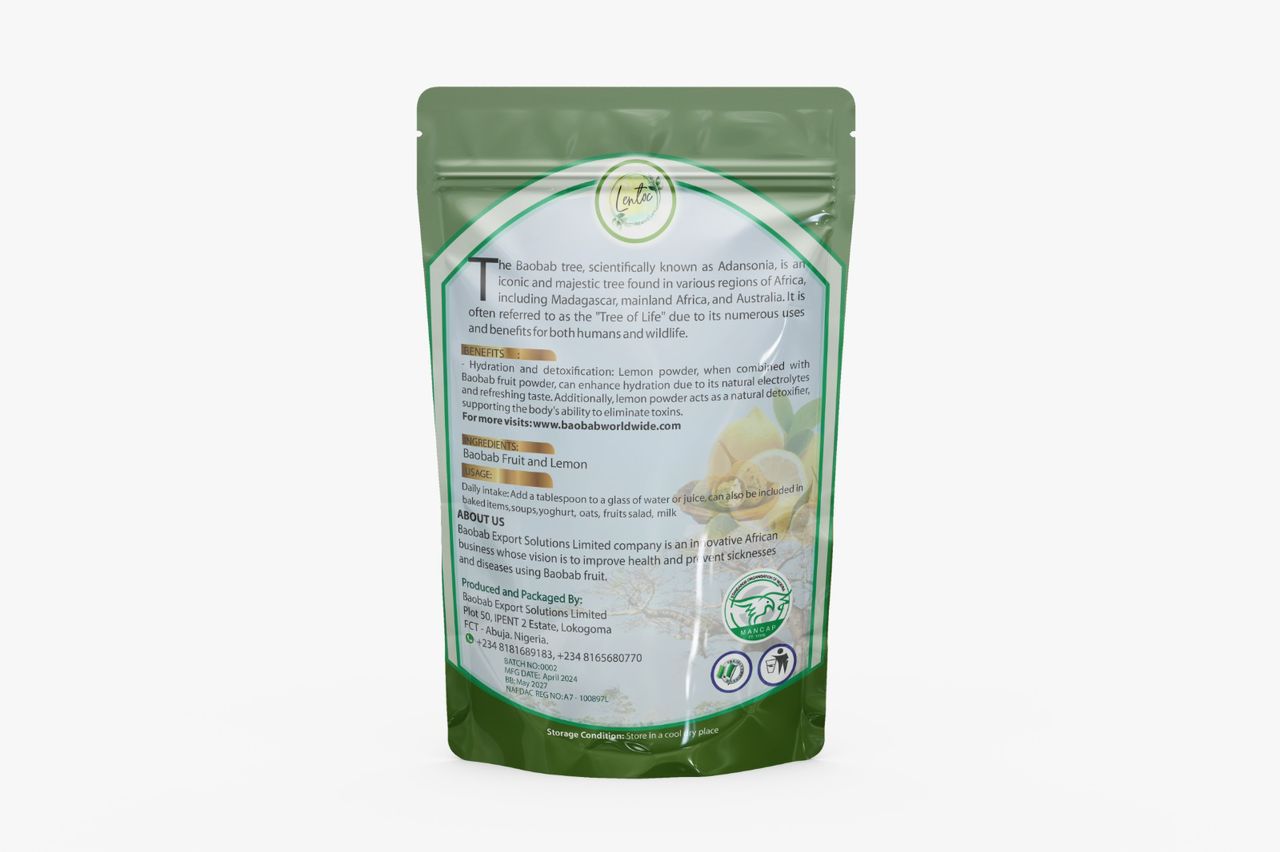 Lentoc
The Baobab tree, scientifically known as Adansonia, is an
iconic and majestic tree found in various regions of Africa,
including Madagascar, mainland Africa, and Australia. It is
often referred to as the "Tree of Life" due to its numerous uses
and benefits for both humans and wildlife.
BENEFITS :
- Hydration and detoxification: Lemon powder, when combined with
Baobab fruit powder, can enhance hydration due to its natural electrolytes
and refreshing taste. Additionally, lemon powder acts as a natural detoxifier,
supporting the body's ability to eliminate toxins.
For more visits: www.baobabworldwide.com
INGREDIENTS:
Baobab Fruit and Lemon
USAGE:
Daily intake: Add a tablespoon to a glass of water or juice, can also be included in
baked items, soups, yoghurt, oats, fruits salad, milk
ABOUT US
Baobab Export Solutions Limited company is an innovative African
business whose vision is to improve health and prevent sicknesses
and diseases using Baobab fruit.
Produced and Packaged By:
Baobab Export Solutions Limited
Plot 50, IPENT 2 Estate, Lokogoma
FCT - Abuja. Nigeria.
+234 8181689183, +234 8165680770
BATCH NO: 0002
MFG DATE: April 2024
BB: May 2027
NAFDAC REG NO: A7 - 100897L
STANDARDS ORGANISATION OF NIGERIA
MANCAP
Storage Condition: Store in a cool dry place